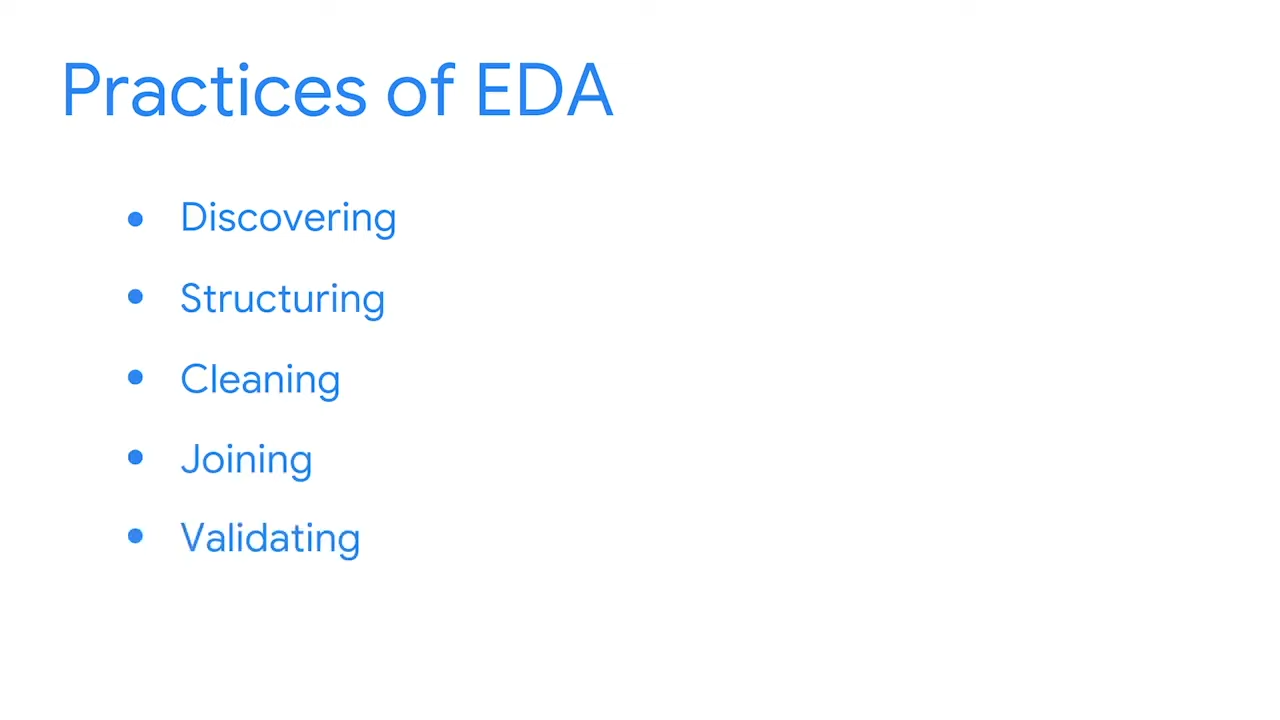 Practices of EDA
• Discovering
• Structuring
• Cleaning
• Joining
• Validating